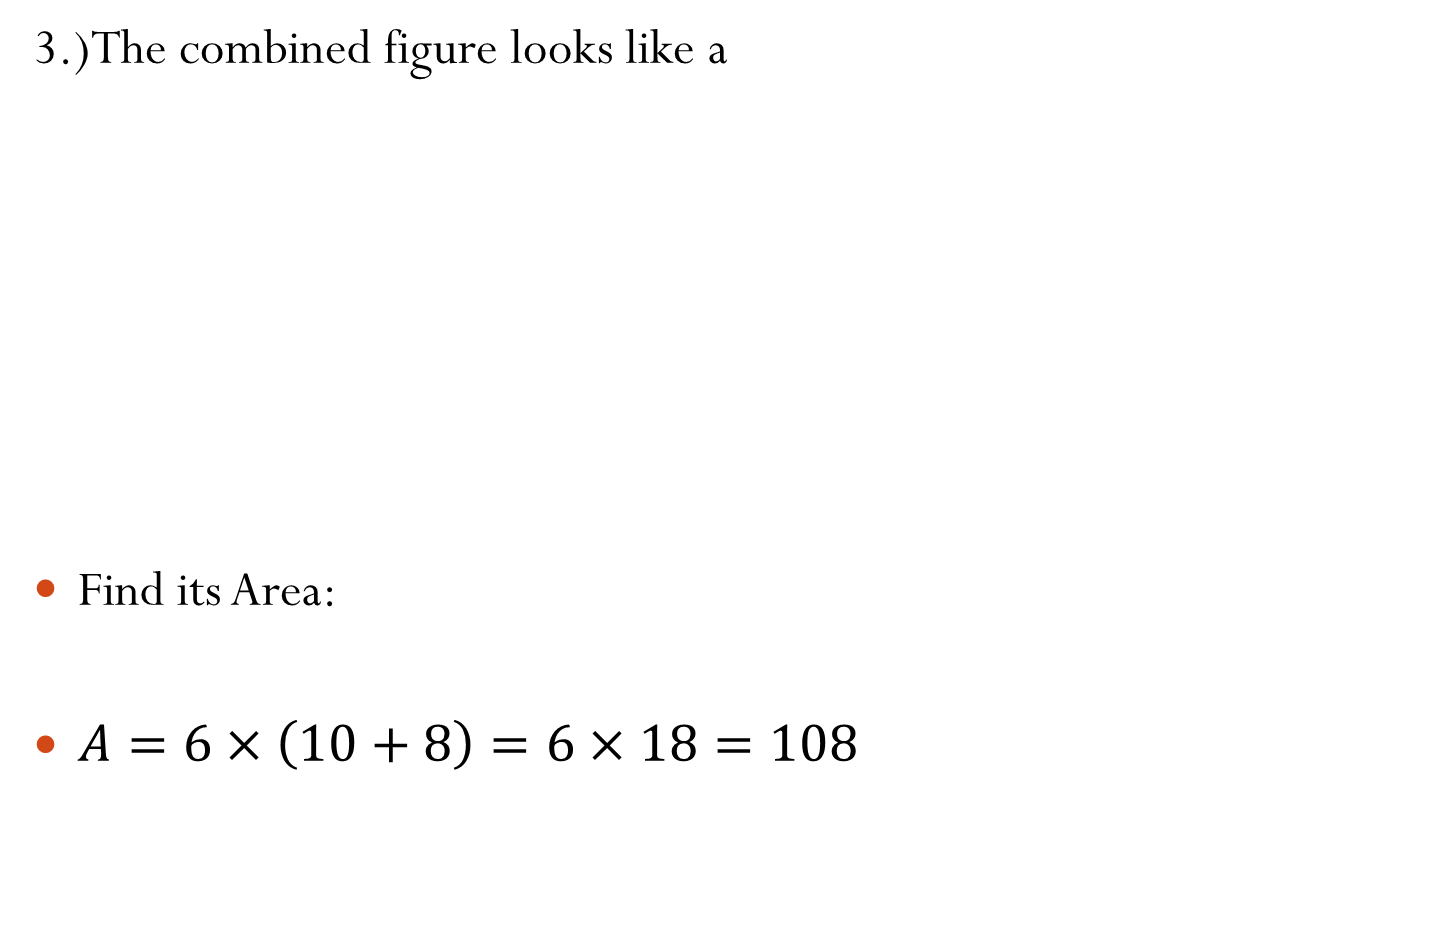 3.)The combined figure looks like a
• Find its Area:
• A = 6 × (10 + 8) = 6 × 18 = 108